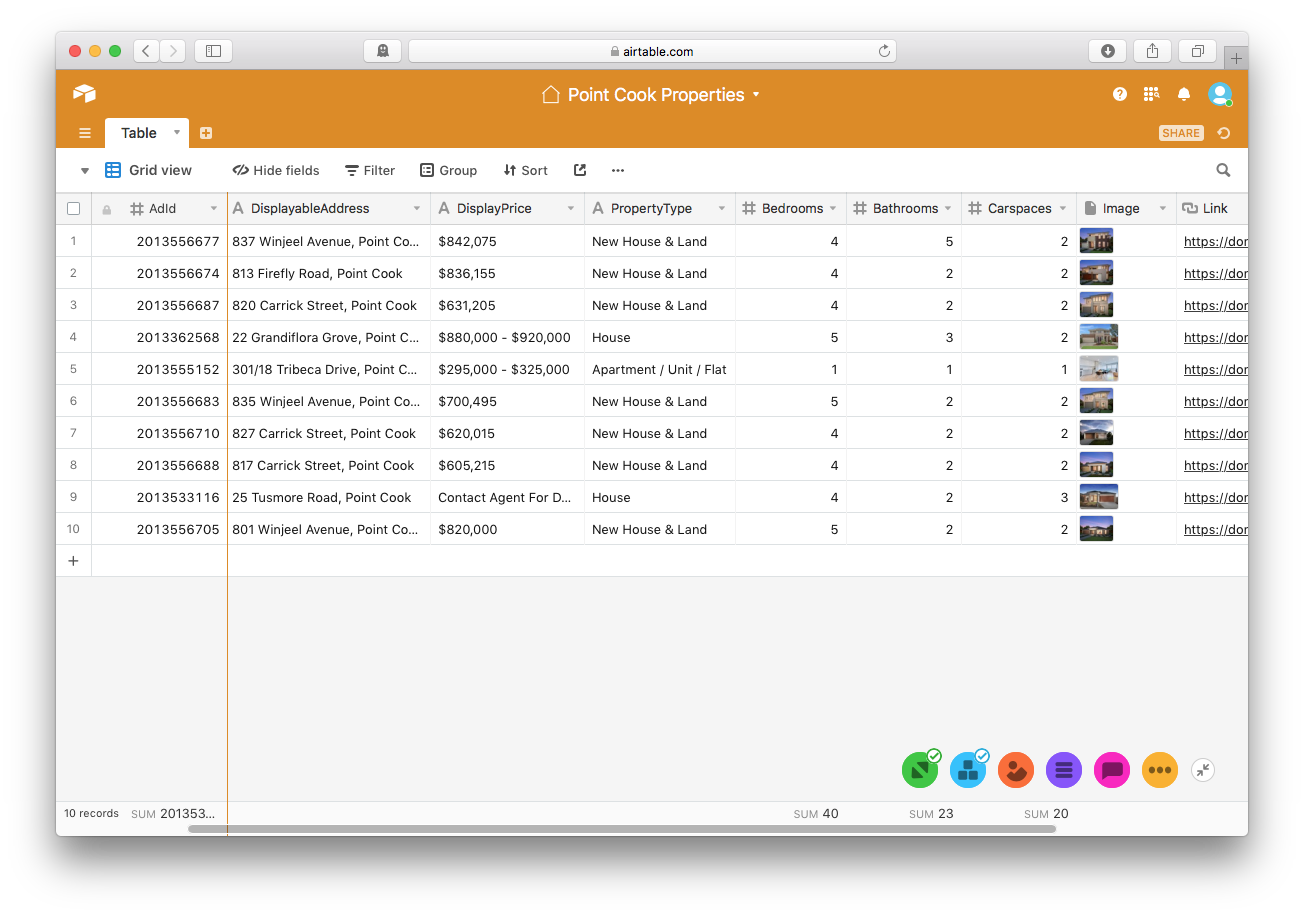 airtable.com
Point Cook Properties
Table
SHARE
Grid view Hide fields Filter Group Sort
AdId DisplayableAddress DisplayPrice PropertyType Bedrooms Bathrooms Carspaces Image Link
1 2013556677 837 Winjeel Avenue, Point Co... $842,075 New House & Land 4 5 2 https://dor
2 2013556674 813 Firefly Road, Point Cook $836,155 New House & Land 4 2 2 https://dor
3 2013556687 820 Carrick Street, Point Cook $631,205 New House & Land 4 2 2 https://dor
4 2013362568 22 Grandiflora Grove, Point C... $880,000 - $920,000 House 5 3 2 https://dor
5 2013555152 301/18 Tribeca Drive, Point C... $295,000 - $325,000 Apartment / Unit / Flat 1 1 1 https://dor
6 2013556683 835 Winjeel Avenue, Point Co... $700,495 New House & Land 5 2 2 https://dor
7 2013556710 827 Carrick Street, Point Cook $620,015 New House & Land 4 2 2 https://dor
8 2013556688 817 Carrick Street, Point Cook $605,215 New House & Land 4 2 2 https://dor
9 2013533116 25 Tusmore Road, Point Cook Contact Agent For D... House 4 2 3 https://dor
10 2013556705 801 Winjeel Avenue, Point Co... $820,000 New House & Land 5 2 2 https://dor
10 records SUM 201353... SUM 40 SUM 23 SUM 20